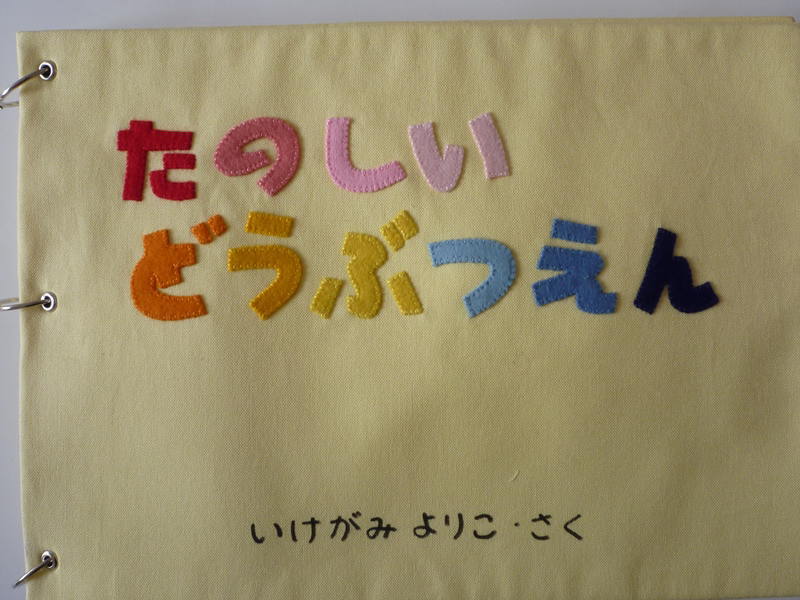 たのしい
どうぶつえん
いけがみ よりこ・さく